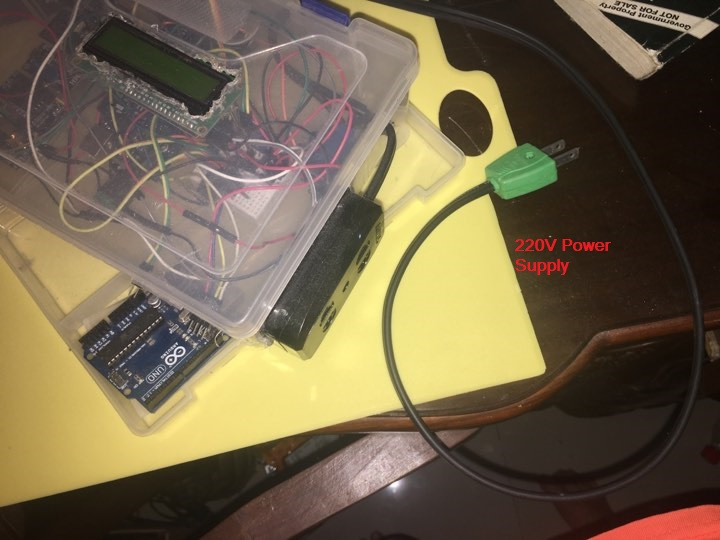 Government Property
NOT FOR SALE
220V Power
Supply
UNO
ARDUINO